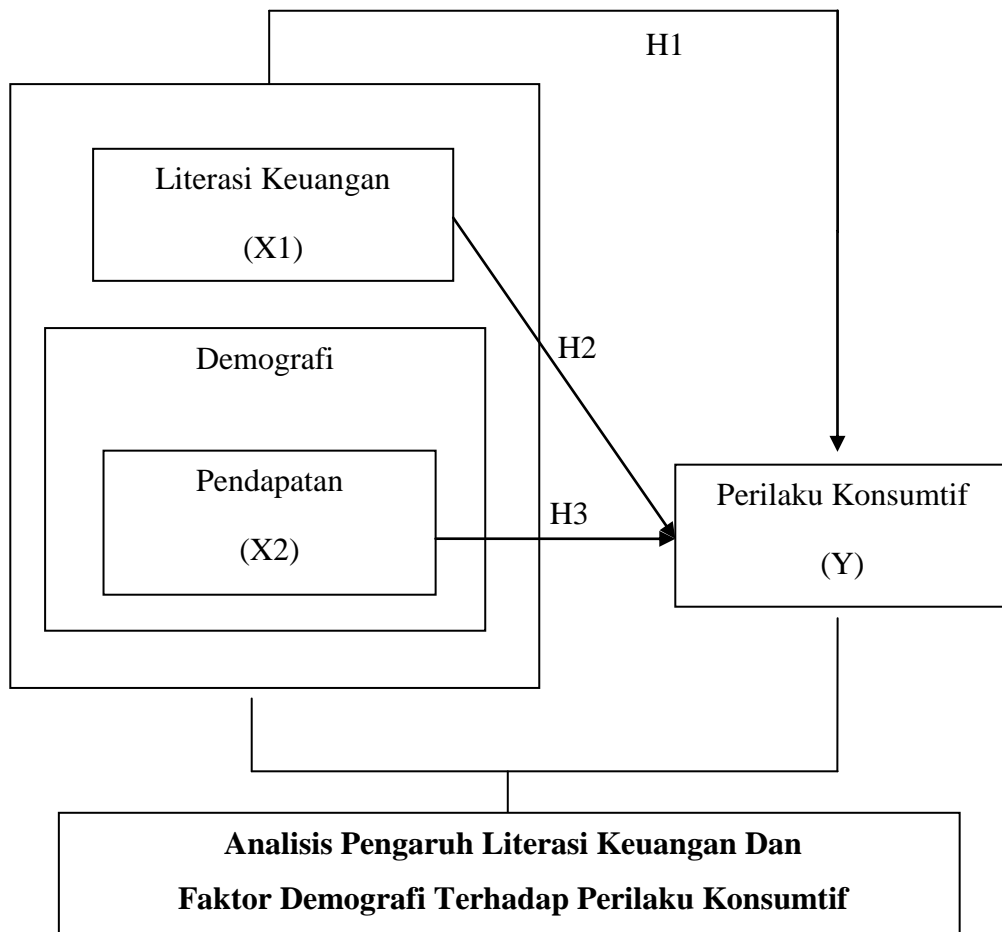 H1
Literasi Keuangan
(X1)
H2
Demografi
Pendapatan
(X2)
H3
Perilaku Konsumtif
(Y)
Analisis Pengaruh Literasi Keuangan Dan
Faktor Demografi Terhadap Perilaku Konsumtif